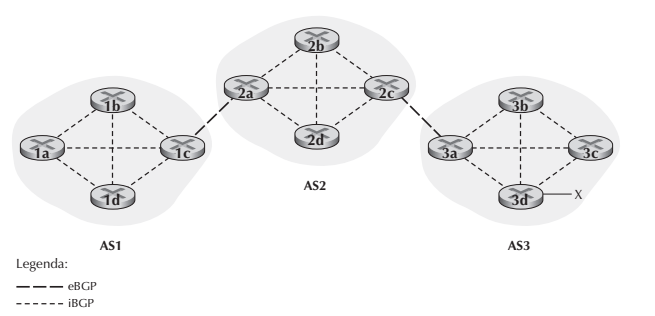 2b
2a
2c
2d
AS2
1b
1a
1c
1d
AS1
3b
3a
3c
3d
X
AS3
Legenda:
eBGP
iBGP